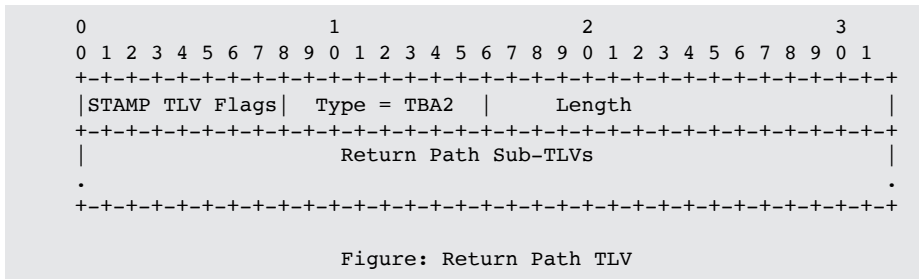 0                   1                   2                   3
0 1 2 3 4 5 6 7 8 9 0 1 2 3 4 5 6 7 8 9 0 1 2 3 4 5 6 7 8 9 0 1
+-+-+-+-+-+-+-+-+-+-+-+-+-+-+-+-+-+-+-+-+-+-+-+-+-+-+-+-+-+-+-+-+
|STAMP TLV Flags|  Type = TBA2  |     Length                    |
+-+-+-+-+-+-+-+-+-+-+-+-+-+-+-+-+-+-+-+-+-+-+-+-+-+-+-+-+-+-+-+-+
|                    Return Path Sub-TLVs                       |
.                                                               .
+-+-+-+-+-+-+-+-+-+-+-+-+-+-+-+-+-+-+-+-+-+-+-+-+-+-+-+-+-+-+-+-+
Figure: Return Path TLV